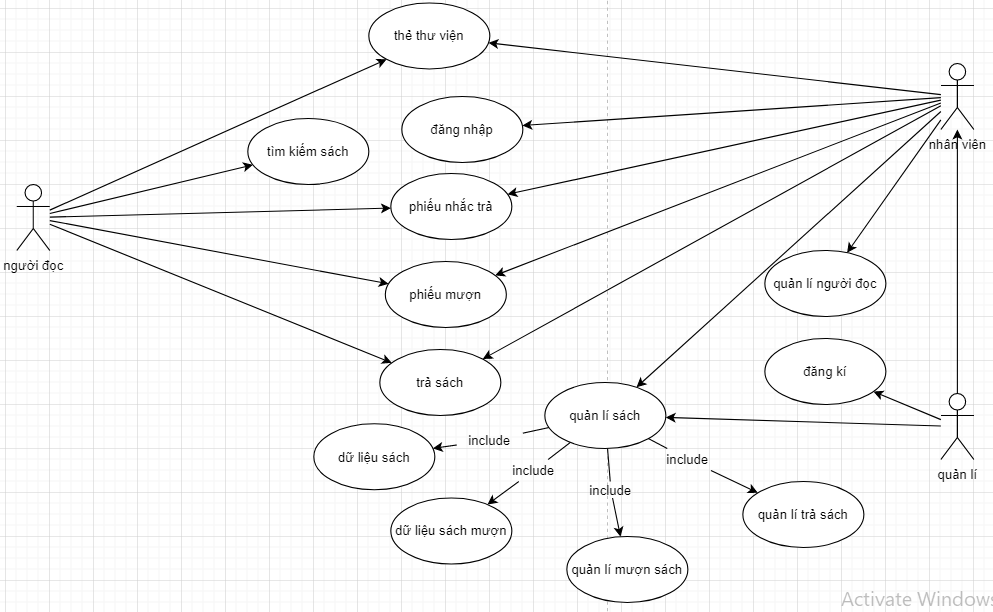 thẻ thư viện
đăng nhập
nhân viên
tìm kiếm sách
phiếu nhắc trả
người đọc
quản lí người đọc
phiếu mượn
đăng kí
trả sách
quản lí sách
quản lí
include
dữ liệu sách
include
include
include
quản lí trả sách
dữ liệu sách mượn
quản lí mượn sách
Activate Windows